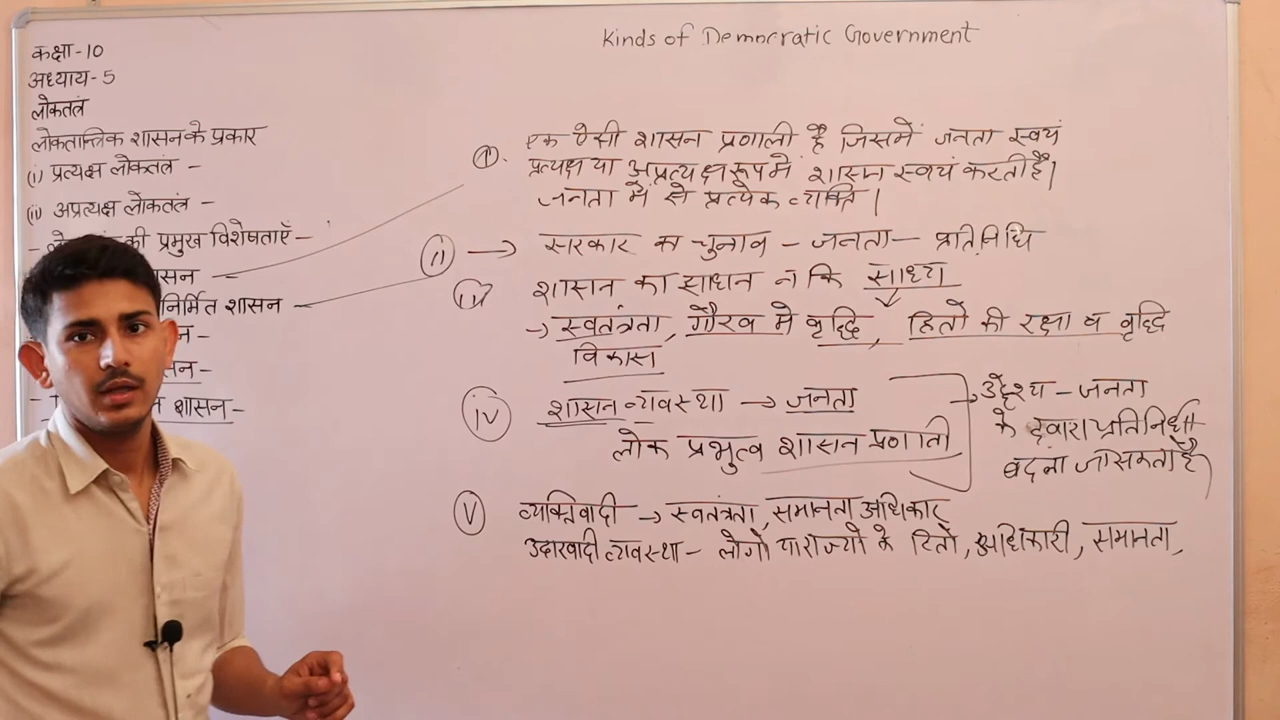 Kinds of Democratic Government
कक्षा-10
अध्याय-5
लोकतंत्र
लोकतान्त्रिक शासन के प्रकार
(i) प्रत्यक्ष लोकतंत्र -
(ii) अप्रत्यक्ष लोकतंत्र -
की प्रमुख विशेषताएँ-
सन -
निर्मित शासन -
न-
सन-
शासन-
एक ऐसी शासन प्रणाली है जिसमें जनता स्वयं
प्रत्यक्ष या अप्रत्यक्ष रूप में शासन स्वयं करती है।
जनता में से प्रत्येक व्यक्ति।
(ii) → सरकार का चुनाव - जनता - प्रतिनिधि
शासन का साधन न कि साध्य
→ स्वतंत्रता, गौरव मे वृद्धि, हितो की रक्षा व वृद्धि
विकास
(iv) शासन व्यवस्था → जनता
लोक प्रभुत्व शासन प्रणाली
उद्देश्य - जनता
के द्वारा प्रतिनिधी
बदला जा सकता है
(v) व्यक्तिवादी → स्वतंत्रता, समानता अधिकार
उदारवादी व्यवस्था - लोगो या राज्यो के हितो, अधिकारी, समानता,